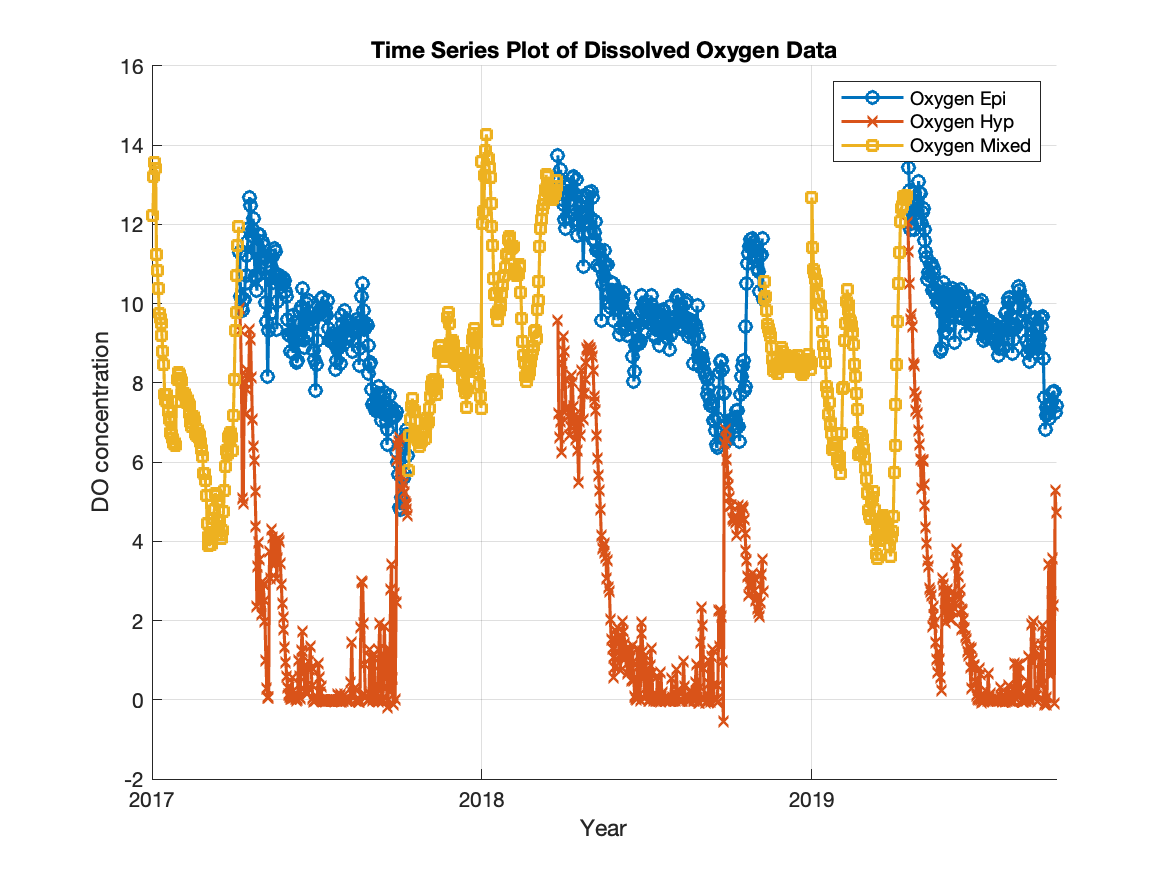 Time Series Plot of Dissolved Oxygen Data
16
14
12
10
8
6
4
2
0
-2
DO concentration
Oxygen Epi
Oxygen Hyp
Oxygen Mixed
2017 2018 2019
Year